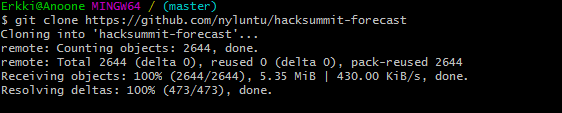 Erkki@Anoone MINGW64 / (master)
$ git clone https://github.com/nyluntu/hacksummit-forecast
Cloning into 'hacksummit-forecast'...
remote: Counting objects: 2644, done.
remote: Total 2644 (delta 0), reused 0 (delta 0), pack-reused 2644
Receiving objects: 100% (2644/2644), 5.35 MiB | 430.00 KiB/s, done.
Resolving deltas: 100% (473/473), done.